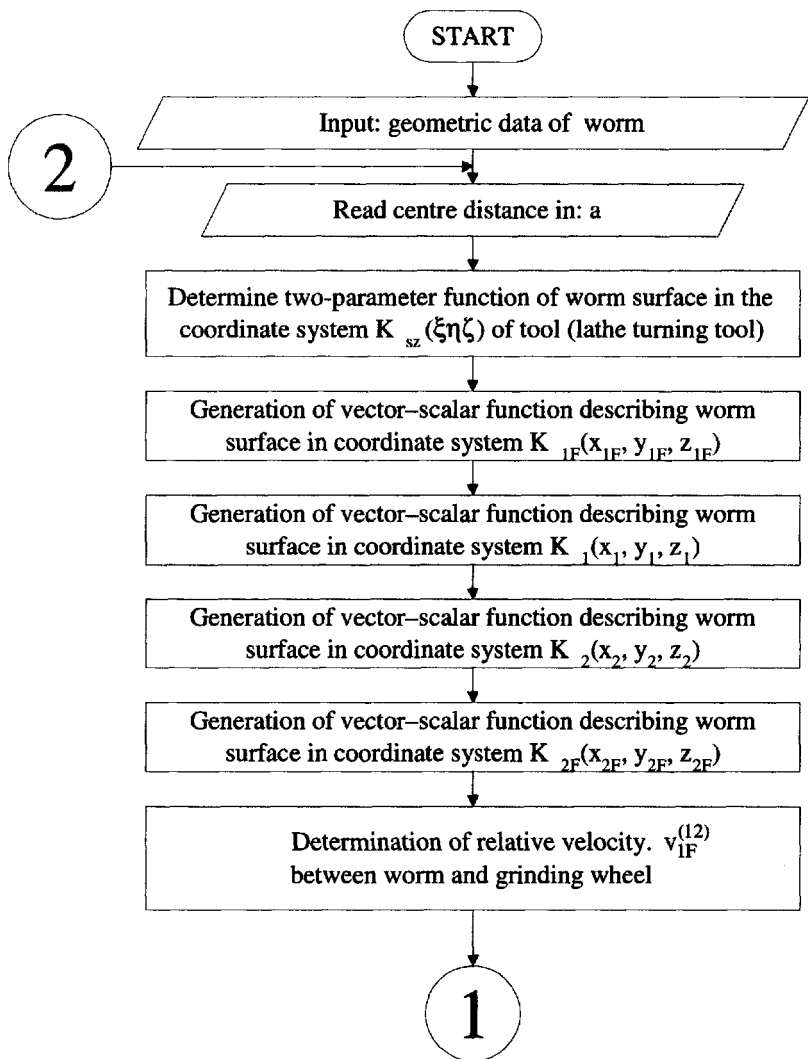 START
Input: geometric data of worm
2
Read centre distance in: a
Determine two-parameter function of worm surface in the
coordinate system K sz (ξηζ) of tool (lathe turning tool)
Generation of vector–scalar function describing worm
surface in coordinate system K 1F(x1F, y1F, z1F)
Generation of vector–scalar function describing worm
surface in coordinate system K 1(x1, y1, z1)
Generation of vector–scalar function describing worm
surface in coordinate system K 2(x2, y2, z2)
Generation of vector–scalar function describing worm
surface in coordinate system K 2F(x2F, y2F, z2F)
Determination of relative velocity. v1F(12)
between worm and grinding wheel
1